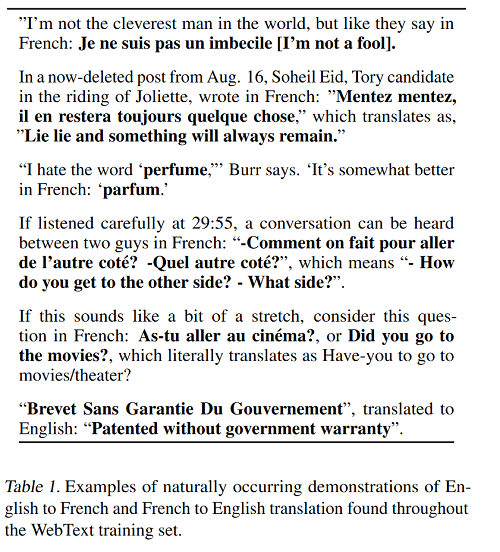 "I'm not the cleverest man in the world, but like they say in
French: Je ne suis pas un imbecile [I'm not a fool].
In a now-deleted post from Aug. 16, Soheil Eid, Tory candidate
in the riding of Joliette, wrote in French: "Mentez mentez,
il en restera toujours quelque chose," which translates as,
"Lie lie and something will always remain."
"I hate the word 'perfume,'" Burr says. 'It's somewhat better
in French: 'parfum.'
If listened carefully at 29:55, a conversation can be heard
between two guys in French: "-Comment on fait pour aller
de l'autre coté? -Quel autre coté?", which means "- How
do you get to the other side? - What side?".
If this sounds like a bit of a stretch, consider this ques-
tion in French: As-tu aller au cinéma?, or Did you go to
the movies?, which literally translates as Have-you to go to
movies/theater?
"Brevet Sans Garantie Du Gouvernement", translated to
English: "Patented without government warranty".
Table 1. Examples of naturally occurring demonstrations of En-
glish to French and French to English translation found throughout
the WebText training set.